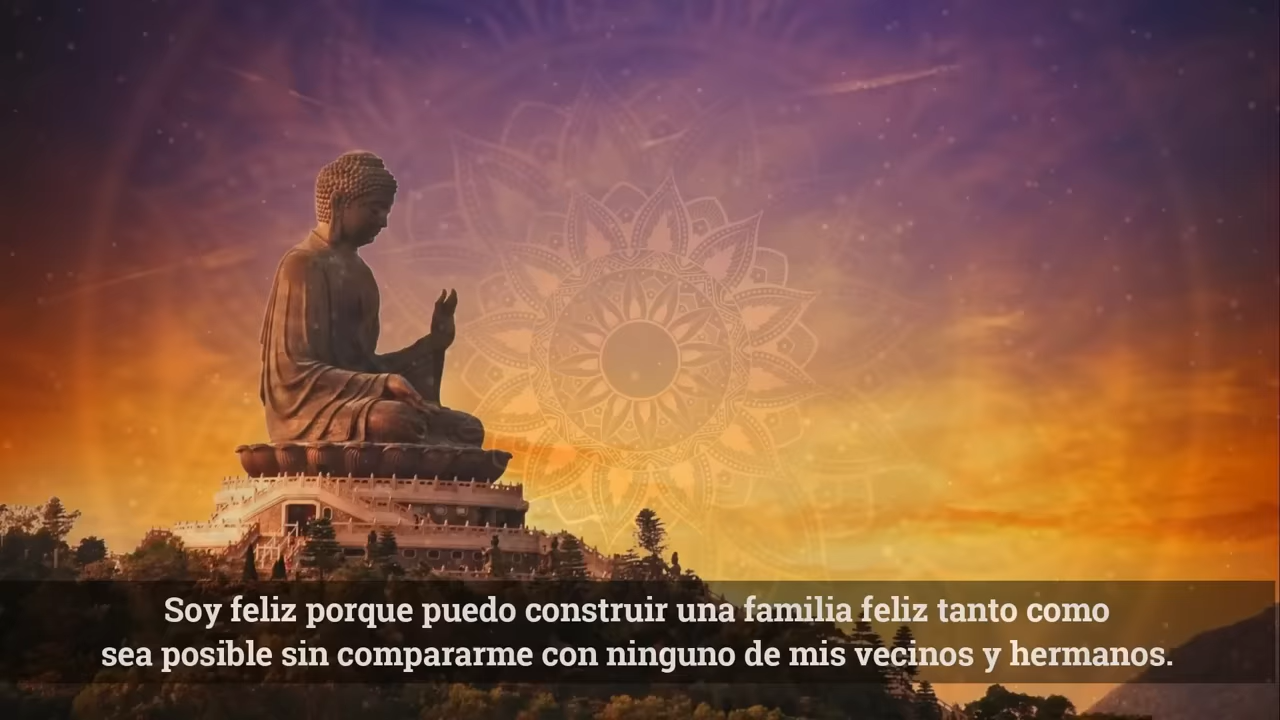 Soy feliz porque puedo construir una familia feliz tanto como
sea posible sin compararme con ninguno de mis vecinos y hermanos.